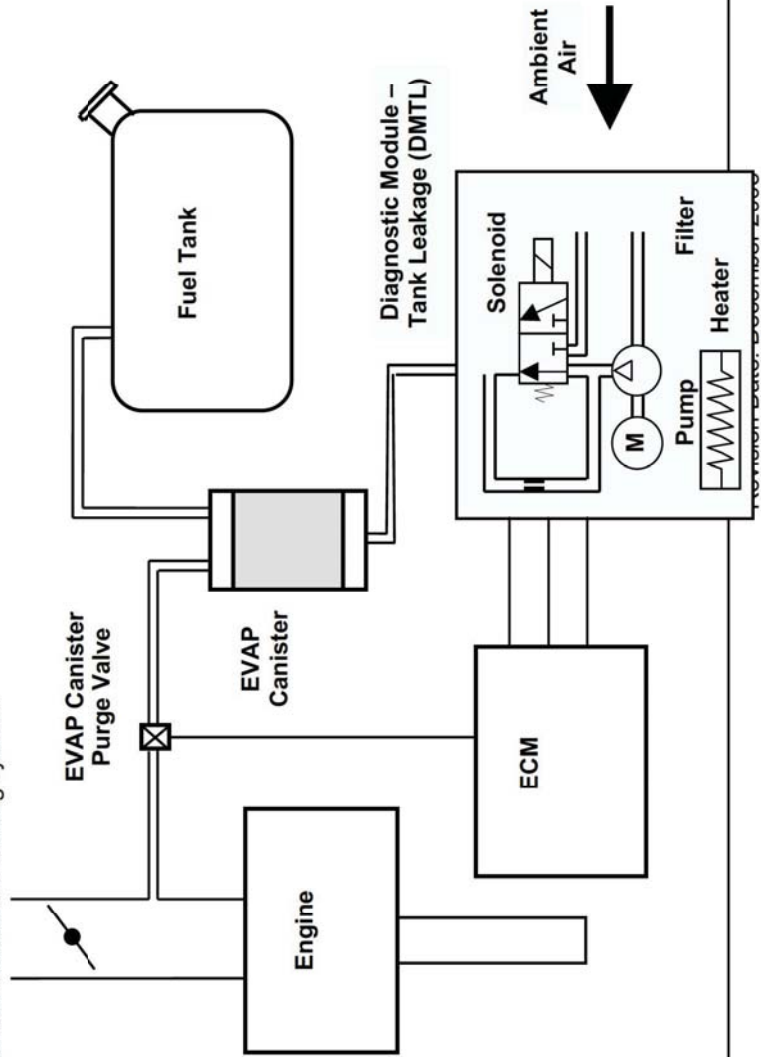 EVAP Canister
Purge Valve
Fuel Tank
EVAP
Canister
Engine
ECM
Diagnostic Module –
Tank Leakage (DMTL)
Ambient
Air
Solenoid
Filter
M
Pump
Heater